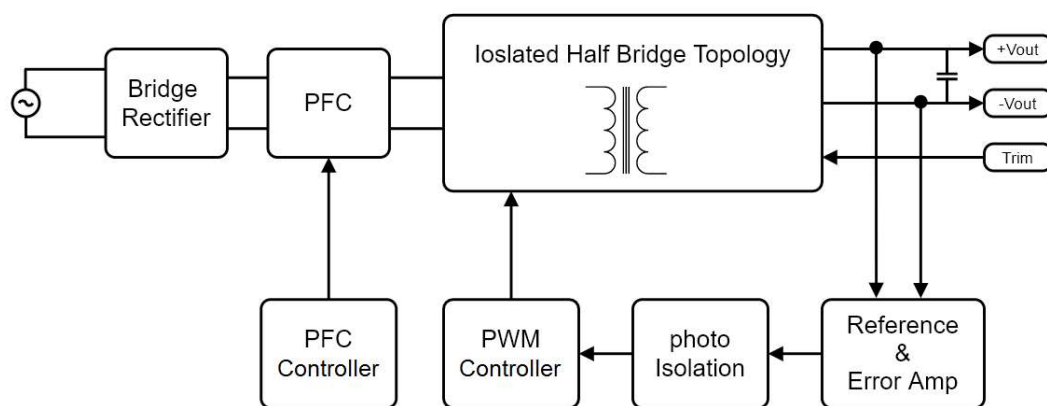 Bridge
Rectifier
PFC
Ioslated Half Bridge Topology
+Vout
-Vout
Trim
PFC
Controller
PWM
Controller
photo
Isolation
Reference
&
Error Amp